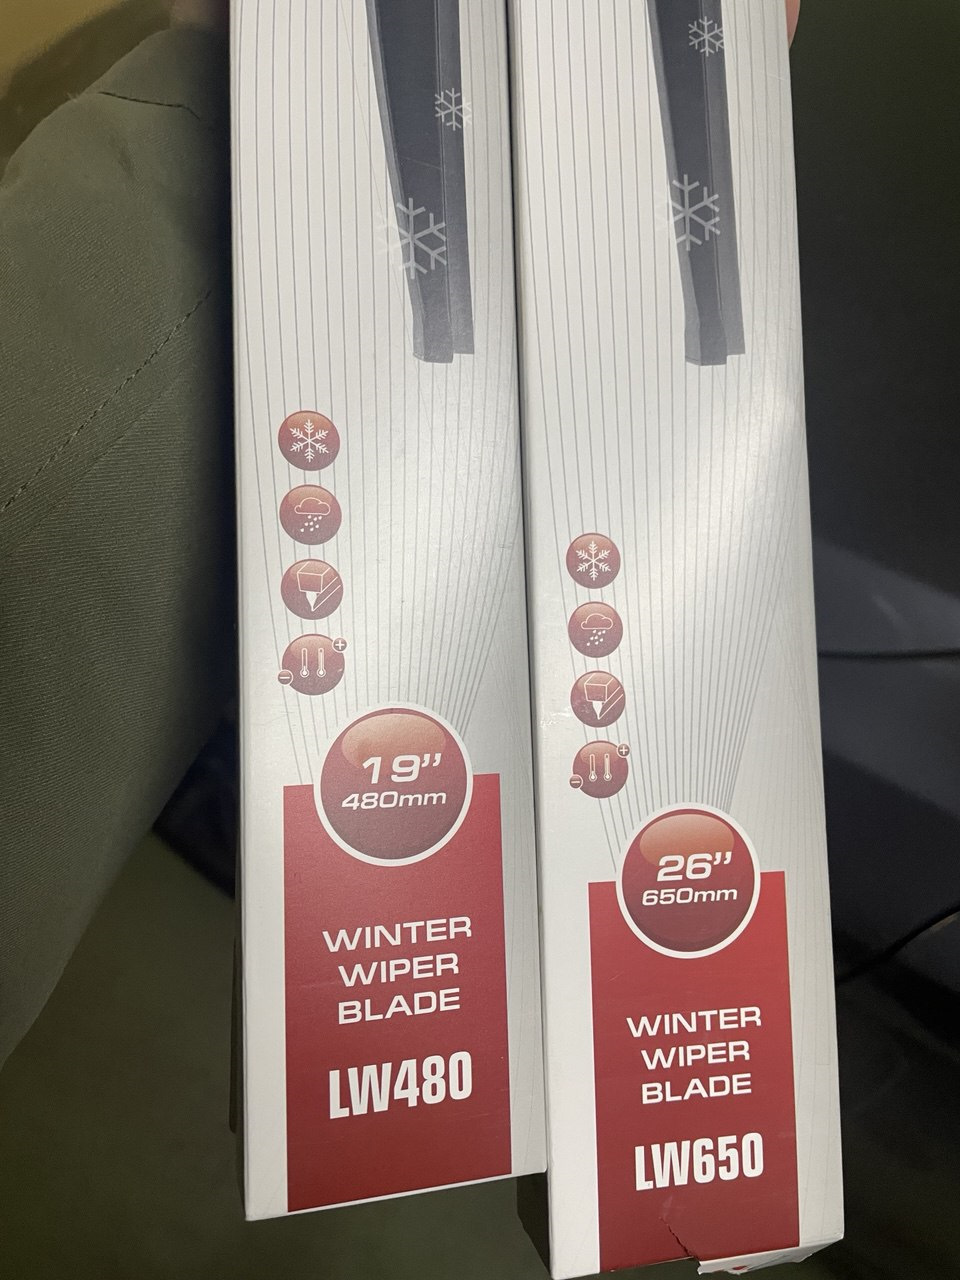 19”
480mm
WINTER
WIPER
BLADE
LW480
26”
650mm
WINTER
WIPER
BLADE
LW650